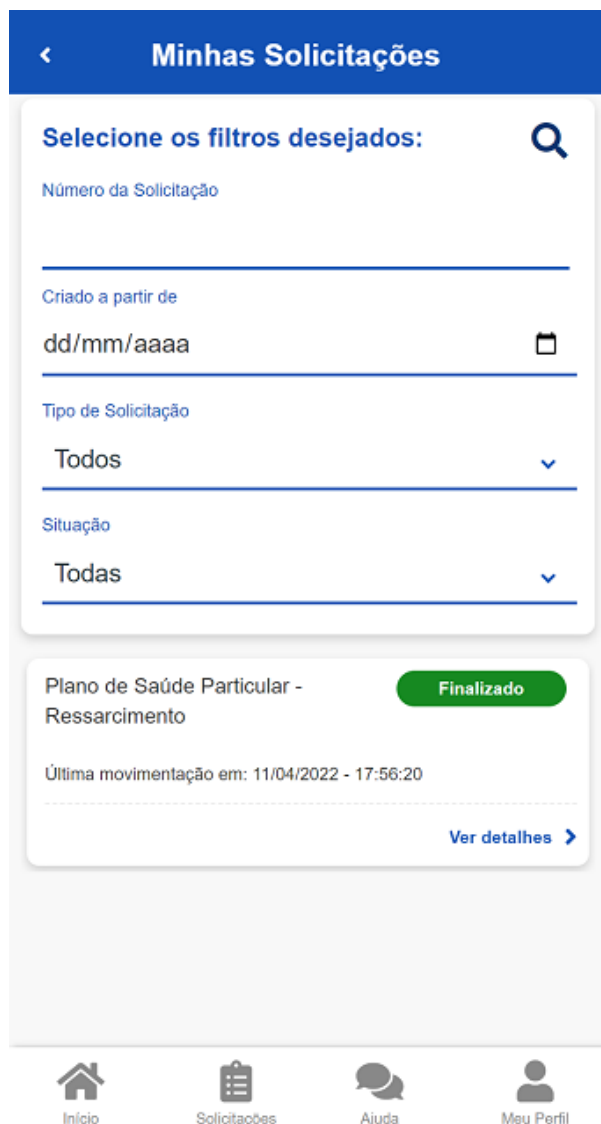 Minhas Solicitações
Selecione os filtros desejados:
Número da Solicitação
Criado a partir de
dd/mm/aaaa
Tipo de Solicitação
Todos
Situação
Todas
Plano de Saúde Particular -
Ressarcimento
Finalizado
Última movimentação em: 11/04/2022 - 17:56:20
Ver detalhes
Início
Solicitações
Ajuda
Meu Perfil